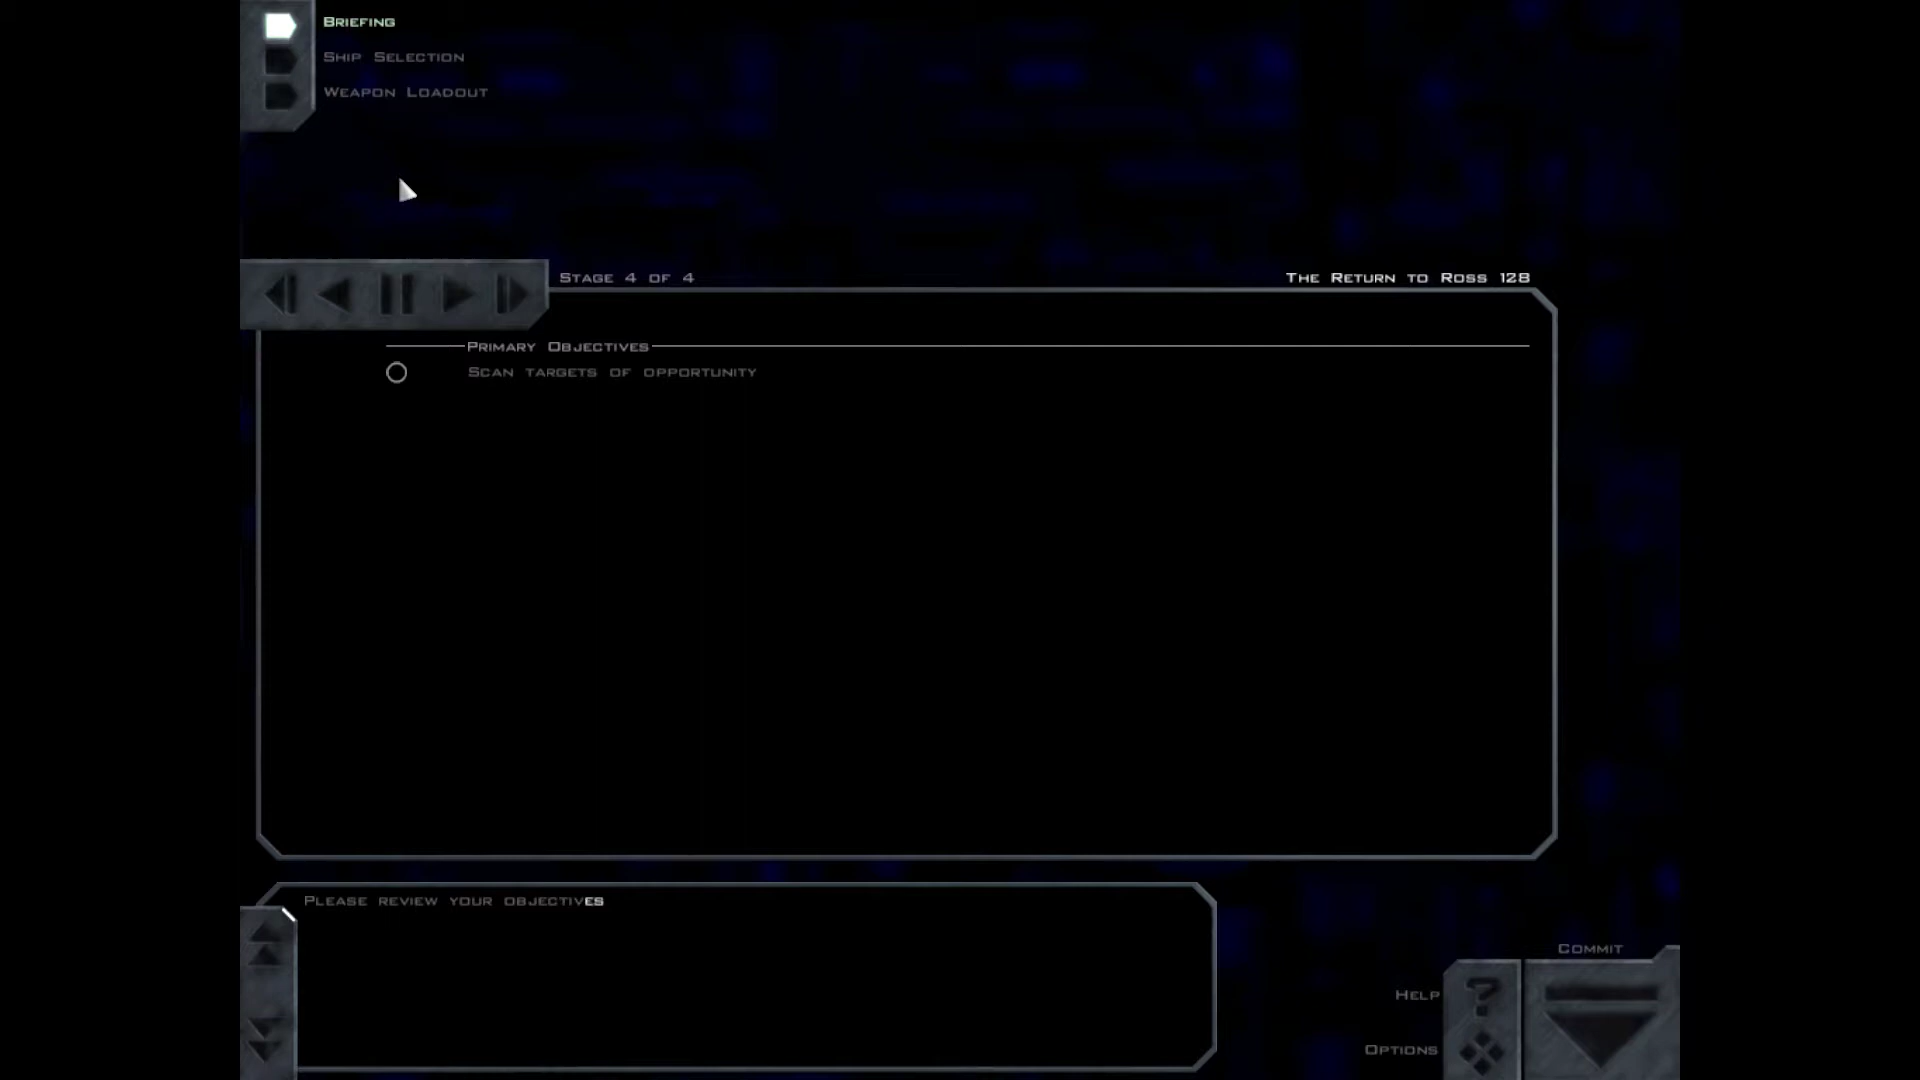 Briefing
Ship Selection
Weapon Loadout
Stage 4 of 4
The Return to Ross 128
Primary Objectives
Scan targets of opportunity
Please review your objectives
Commit
Help
?
Options